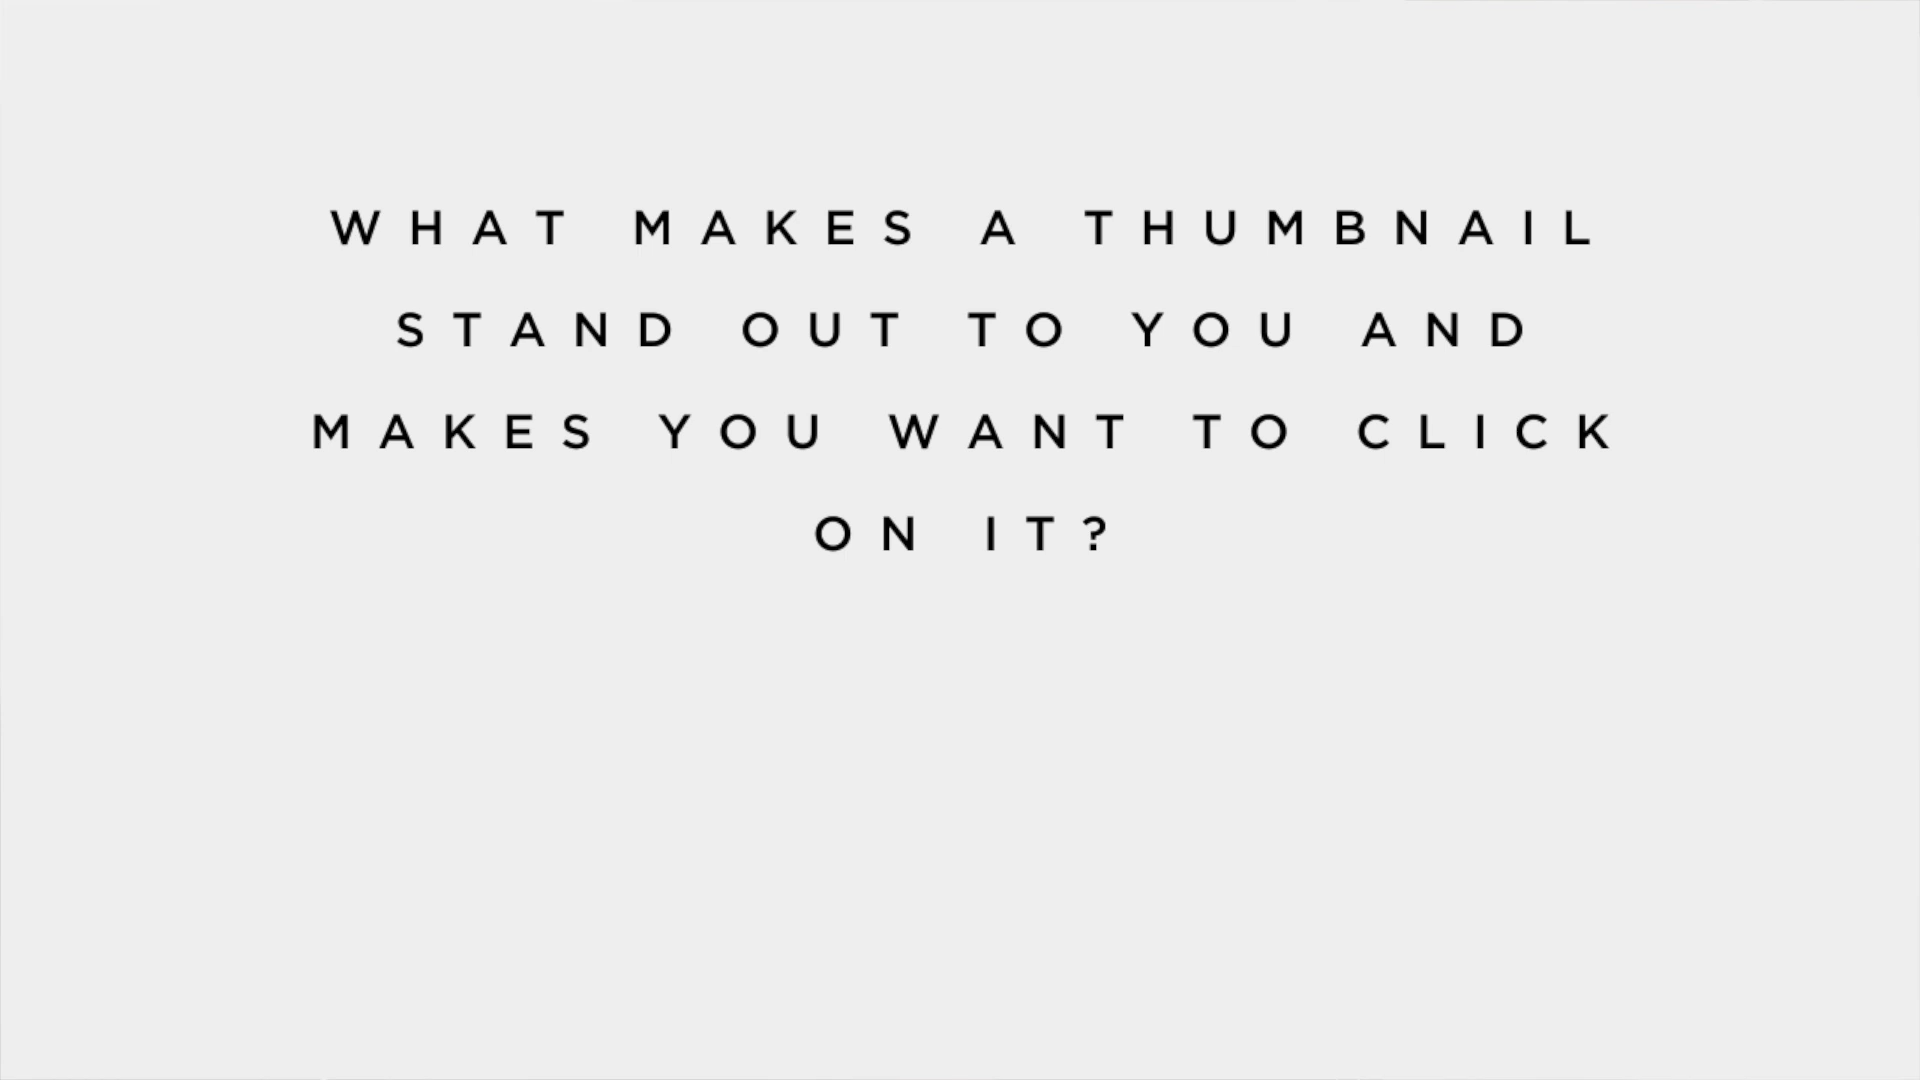 WHAT MAKES A THUMBNAIL
STAND OUT TO YOU AND
MAKES YOU WANT TO CLICK
ON IT?